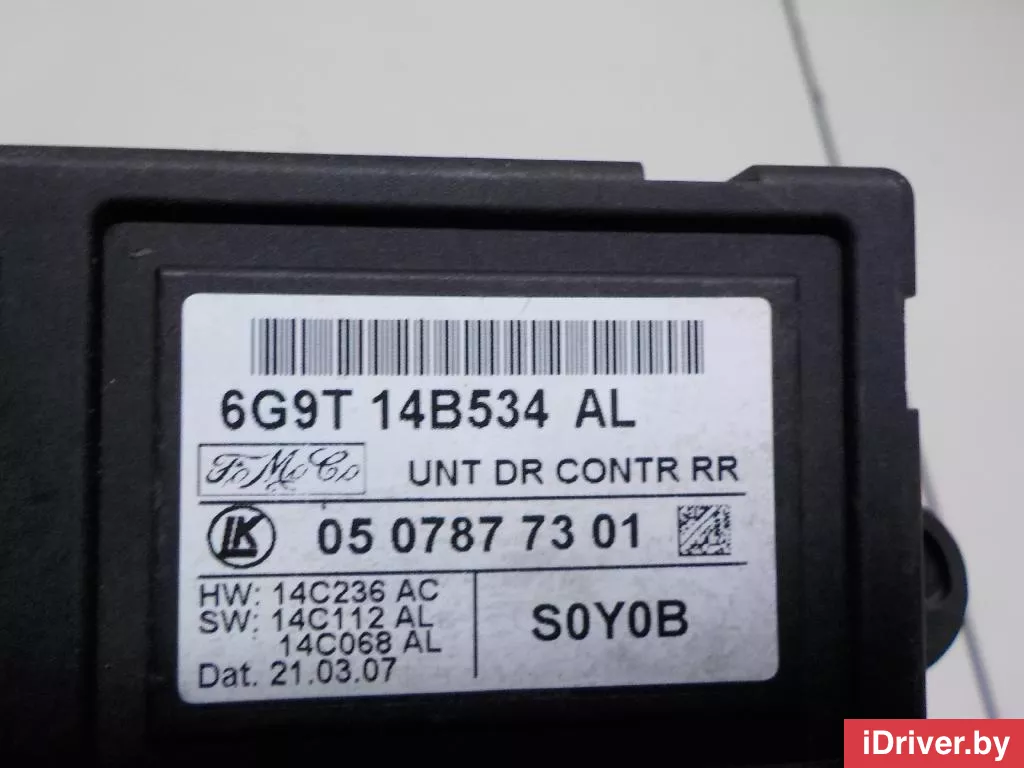 6G9T 14B534 AL
FoMoCo UNT DR CONTR RR
LK 05 0787 73 01
HW: 14C236 AC
SW: 14C112 AL
14C068 AL
Dat. 21.03.07
S0Y0B
iDriver.by